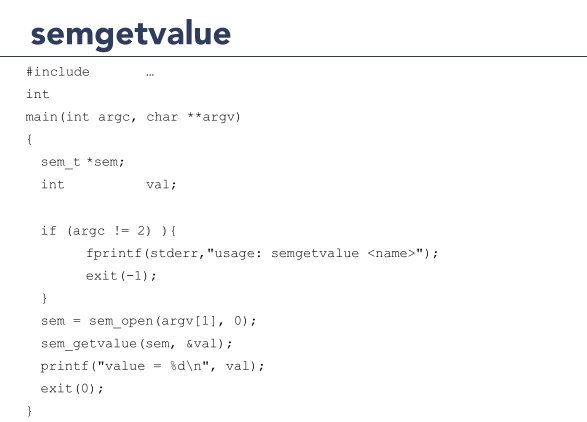 semgetvalue
#include …
int
main(int argc, char **argv)
{
sem_t *sem;
int val;
if (argc != 2) ){
fprintf(stderr,"usage: semgetvalue <name>");
exit(-1);
}
sem = sem_open(argv[1], 0);
sem_getvalue(sem, &val);
printf("value = %d\n", val);
exit(0);
}